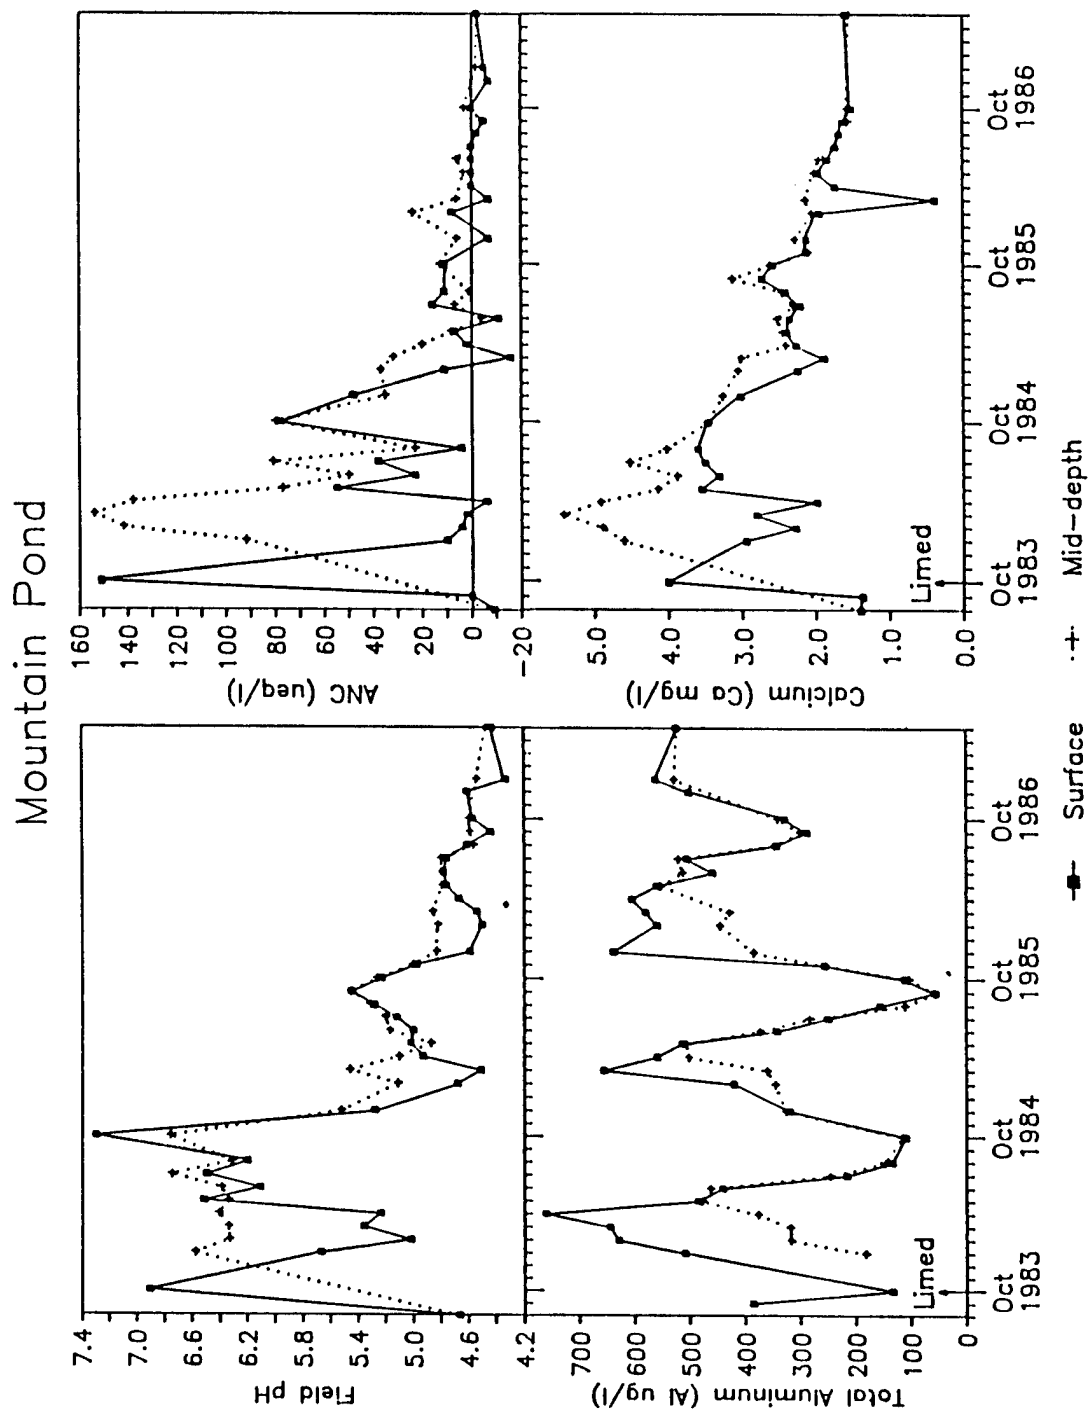 Mountain Pond
7.4
7.0
6.6
6.2
5.8
5.4
5.0
4.6
4.2
Field pH
160
140
120
100
80
60
40
20
0
-20
ANC (ueq/l)
700
600
500
400
300
200
100
0
Total Aluminum (Al ug/l)
Limed
Oct
1983
Oct
1984
Oct
1985
Oct
1986
5.0
4.0
3.0
2.0
1.0
0.0
Calcium (Ca mg/l)
Limed
Oct
1983
Oct
1984
Oct
1985
Oct
1986
Surface
Mid-depth